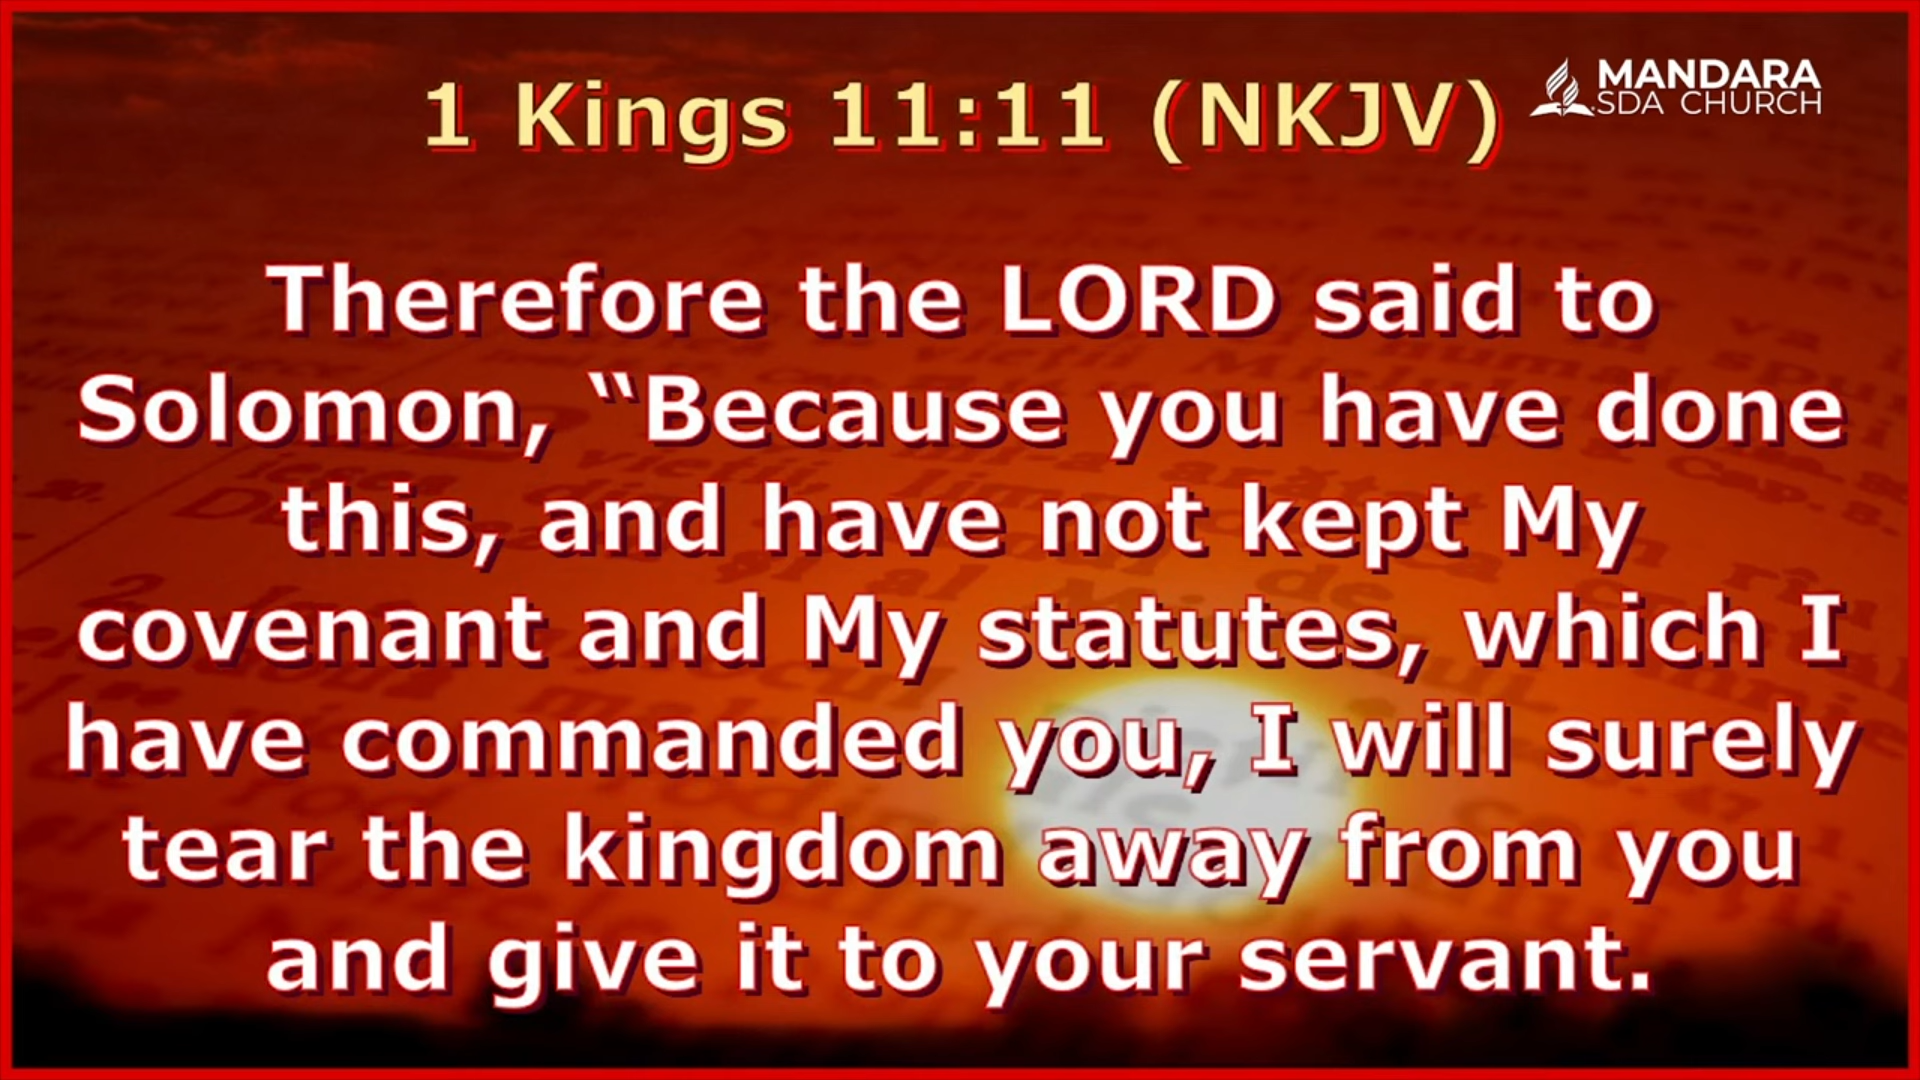 1 Kings 11:11 (NKJV)
MANDARA
SDA CHURCH
Therefore the LORD said to
Solomon, “Because you have done
this, and have not kept My
covenant and My statutes, which I
have commanded you, I will surely
tear the kingdom away from you
and give it to your servant.